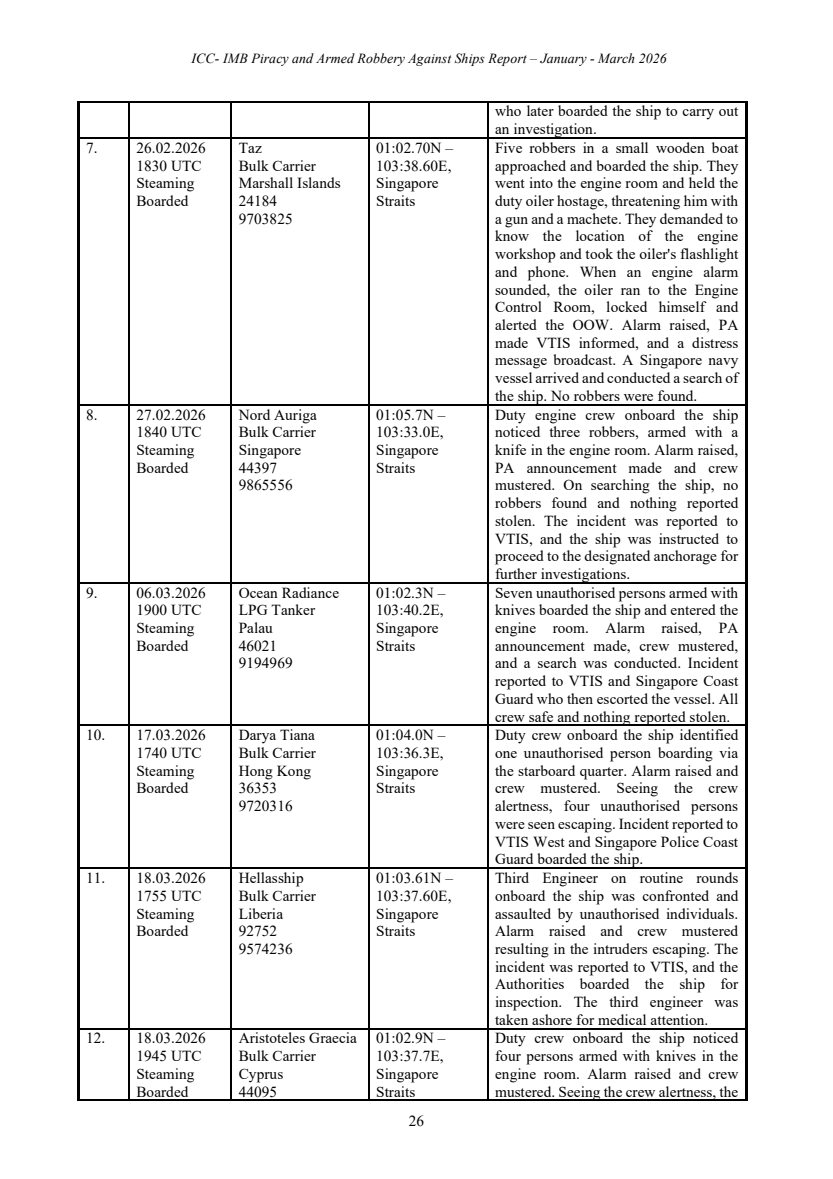 ICC- IMB Piracy and Armed Robbery Against Ships Report – January - March 2026
who later boarded the ship to carry out
an investigation.
7.
26.02.2026
1830 UTC
Steaming
Boarded
Taz
Bulk Carrier
Marshall Islands
24184
9703825
01:02.70N –
103:38.60E,
Singapore
Straits
Five robbers in a small wooden boat
approached and boarded the ship. They
went into the engine room and held the
duty oiler hostage, threatening him with
a gun and a machete. They demanded to
know the location of the engine
workshop and took the oiler's flashlight
and phone. When an engine alarm
sounded, the oiler ran to the Engine
Control Room, locked himself and
alerted the OOW. Alarm raised, PA
made VTIS informed, and a distress
message broadcast. A Singapore navy
vessel arrived and conducted a search of
the ship. No robbers were found.
8.
27.02.2026
1840 UTC
Steaming
Boarded
Nord Auriga
Bulk Carrier
Singapore
44397
9865556
01:05.7N –
103:33.0E,
Singapore
Straits
Duty engine crew onboard the ship
noticed three robbers, armed with a
knife in the engine room. Alarm raised,
PA announcement made and crew
mustered. On searching the ship, no
robbers found and nothing reported
stolen. The incident was reported to
VTIS, and the ship was instructed to
proceed to the designated anchorage for
further investigations.
9.
06.03.2026
1900 UTC
Steaming
Boarded
Ocean Radiance
LPG Tanker
Palau
46021
9194969
01:02.3N –
103:40.2E,
Singapore
Straits
Seven unauthorised persons armed with
knives boarded the ship and entered the
engine room. Alarm raised, PA
announcement made, crew mustered,
and a search was conducted. Incident
reported to VTIS and Singapore Coast
Guard who then escorted the vessel. All
crew safe and nothing reported stolen.
10.
17.03.2026
1740 UTC
Steaming
Boarded
Darya Tiana
Bulk Carrier
Hong Kong
36353
9720316
01:04.0N –
103:36.3E,
Singapore
Straits
Duty crew onboard the ship identified
one unauthorised person boarding via
the starboard quarter. Alarm raised and
crew mustered. Seeing the crew
alertness, four unauthorised persons
were seen escaping. Incident reported to
VTIS West and Singapore Police Coast
Guard boarded the ship.
11.
18.03.2026
1755 UTC
Steaming
Boarded
Hellasship
Bulk Carrier
Liberia
92752
9574236
01:03.61N –
103:37.60E,
Singapore
Straits
Third Engineer on routine rounds
onboard the ship was confronted and
assaulted by unauthorised individuals.
Alarm raised and crew mustered
resulting in the intruders escaping. The
incident was reported to VTIS, and the
Authorities boarded the ship for
inspection. The third engineer was
taken ashore for medical attention.
12.
18.03.2026
1945 UTC
Steaming
Boarded
Aristoteles Graecia
Bulk Carrier
Cyprus
44095
01:02.9N –
103:37.7E,
Singapore
Straits
Duty crew onboard the ship noticed
four persons armed with knives in the
engine room. Alarm raised and crew
mustered. Seeing the crew alertness, the
26